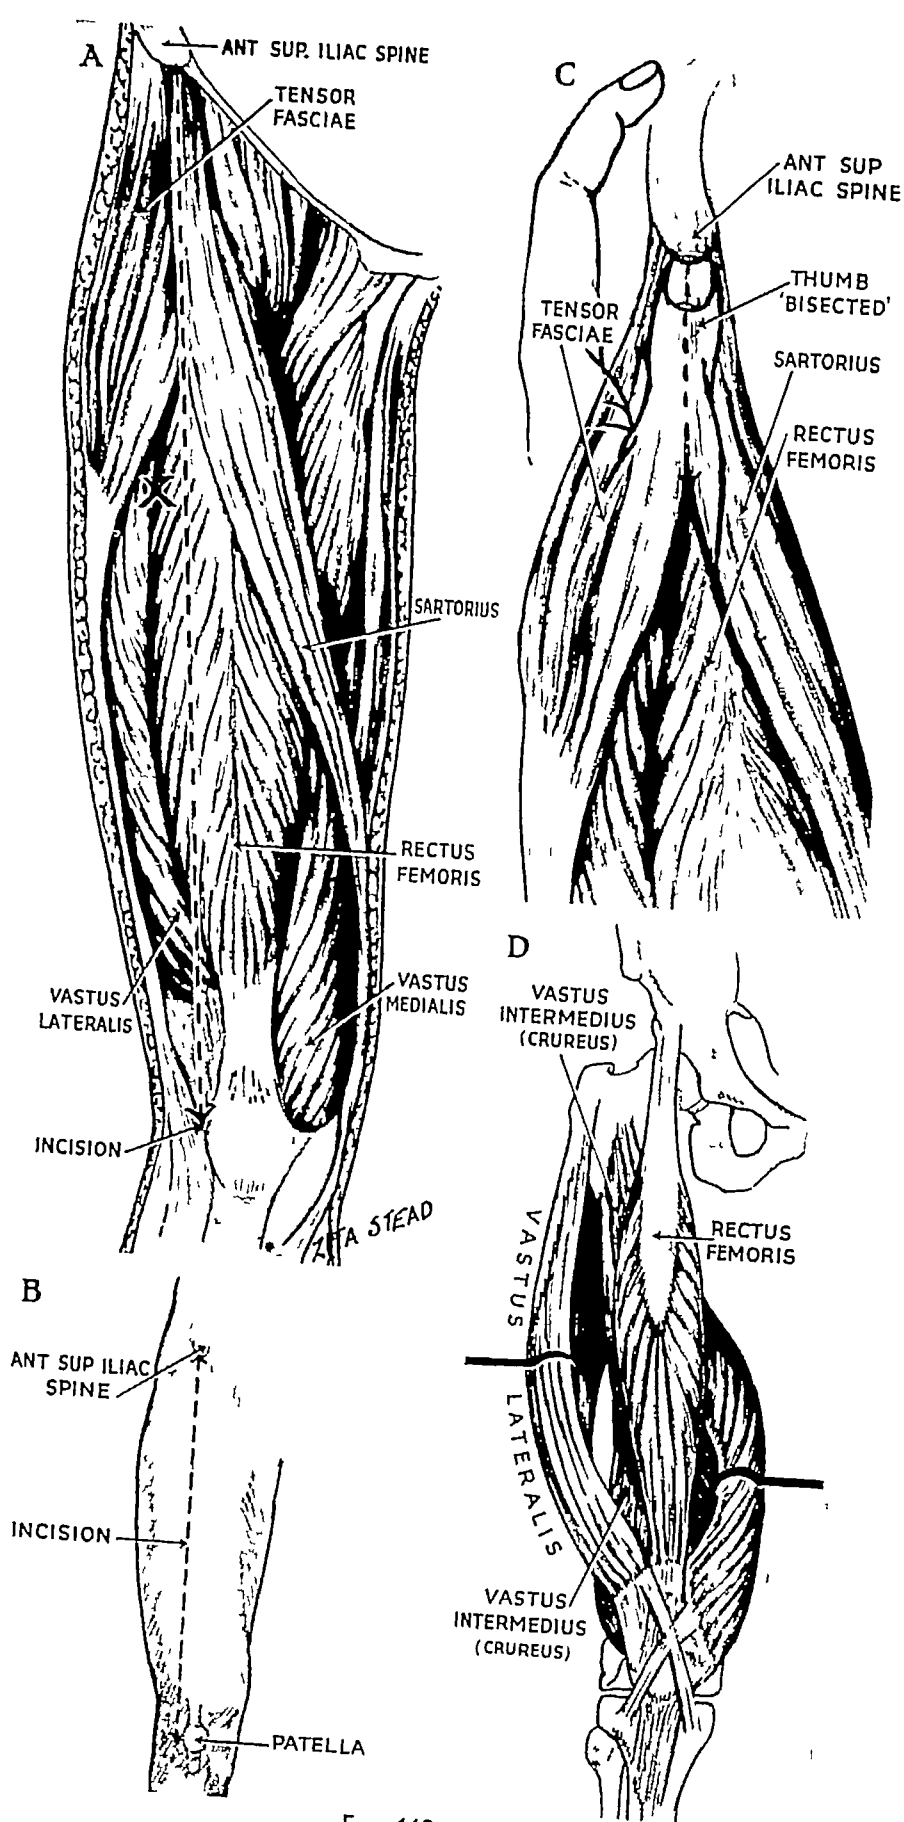 A
ANT SUP. ILIAC SPINE
TENSOR
FASCIAE
X
SARTORIUS
RECTUS
FEMORIS
VASTUS
LATERALIS
VASTUS
MEDIALIS
INCISION
ZITA STEAD
B
ANT SUP ILIAC
SPINE
INCISION
PATELLA
C
ANT SUP
ILIAC SPINE
THUMB
'BISECTED'
TENSOR
FASCIAE
SARTORIUS
RECTUS
FEMORIS
D
VASTUS
INTERMEDIUS
(CRUREUS)
RECTUS
FEMORIS
VASTUS LATERALIS
VASTUS
INTERMEDIUS
(CRUREUS)